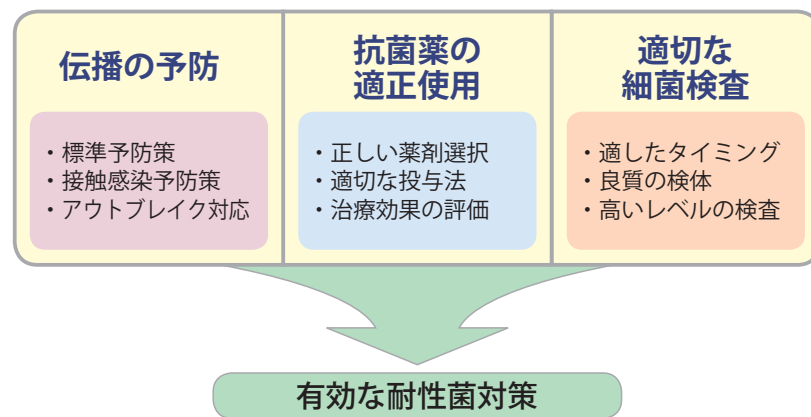 伝播の予防
・標準予防策
・接触感染予防策
・アウトブレイク対応
抗菌薬の
適正使用
・正しい薬剤選択
・適切な投与法
・治療効果の評価
適切な
細菌検査
・適したタイミング
・良質の検体
・高いレベルの検査
有効な耐性菌対策